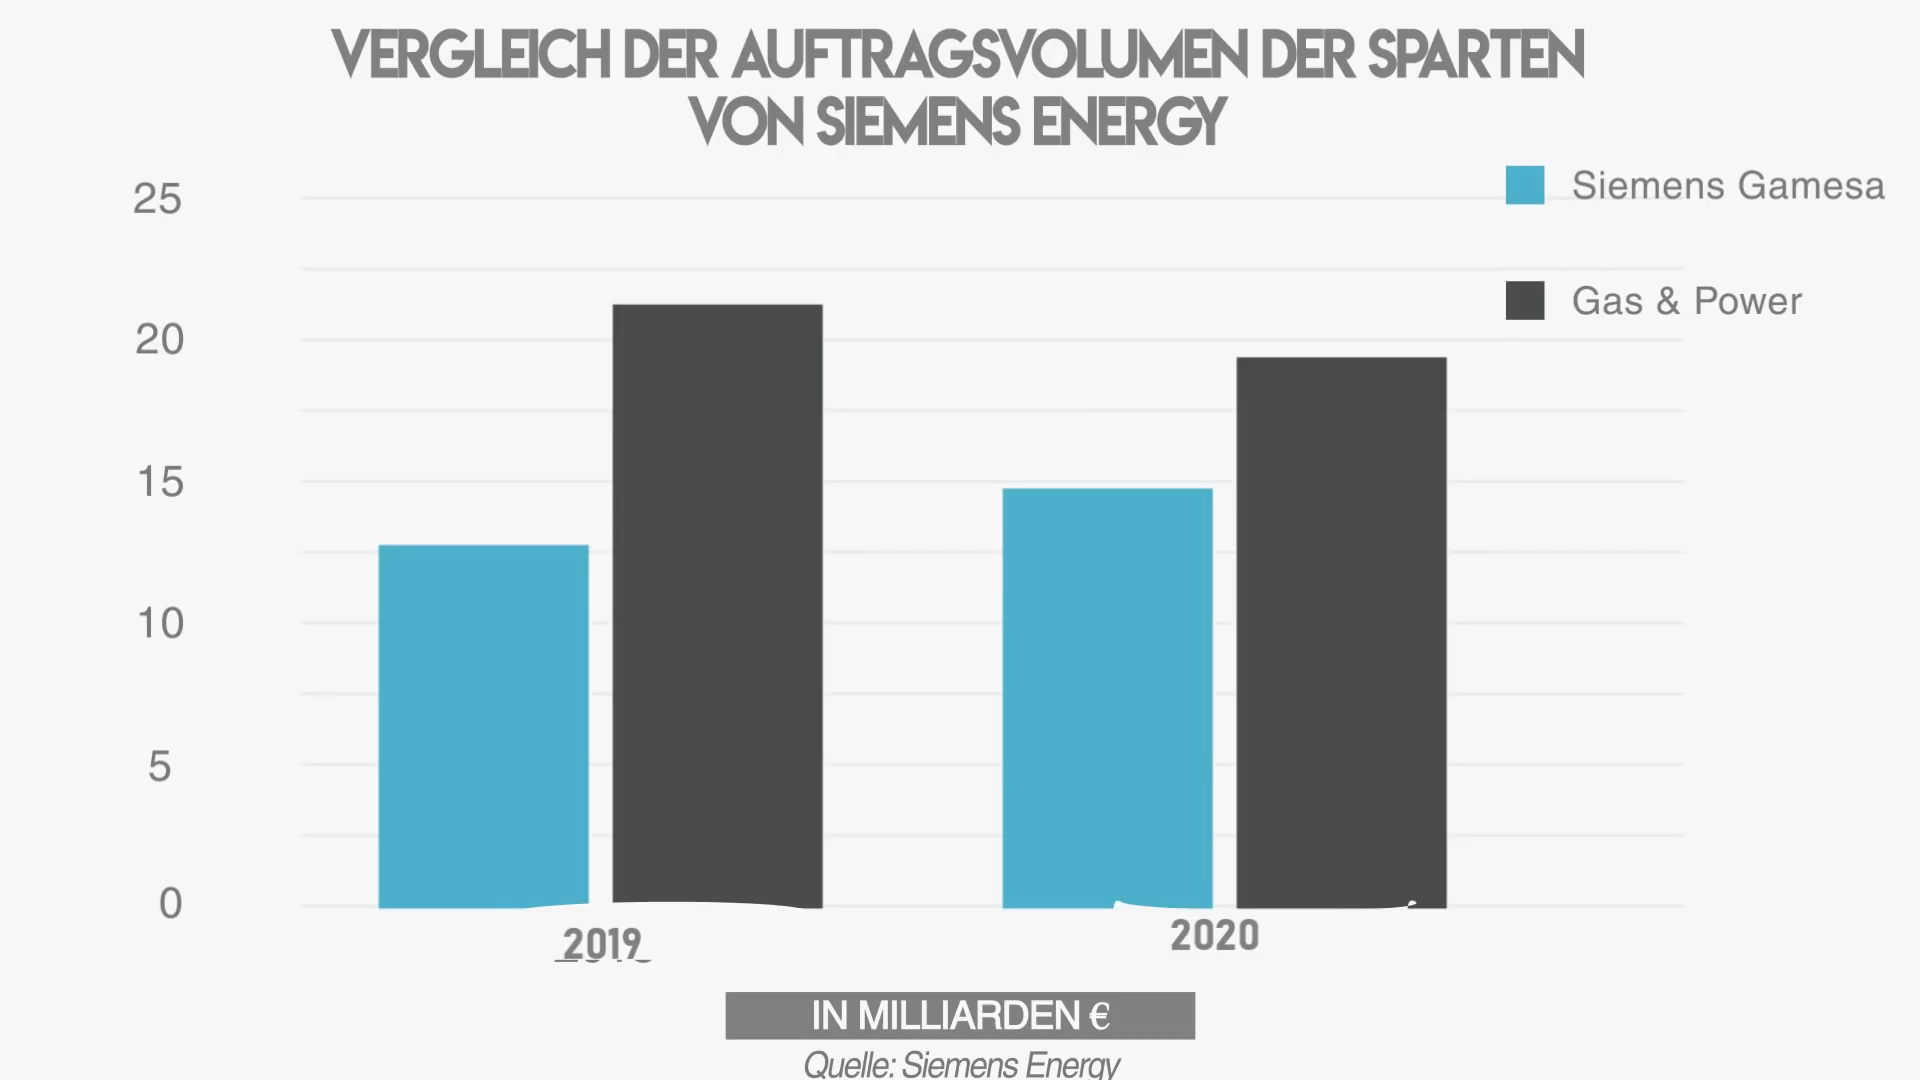 VERGLEICH DER AUFTRAGSVOLUMEN DER SPARTEN
VON SIEMENS ENERGY
Siemens Gamesa
Gas & Power
25
20
15
10
5
0
2019
2020
IN MILLIARDEN €
Quelle: Siemens Energy